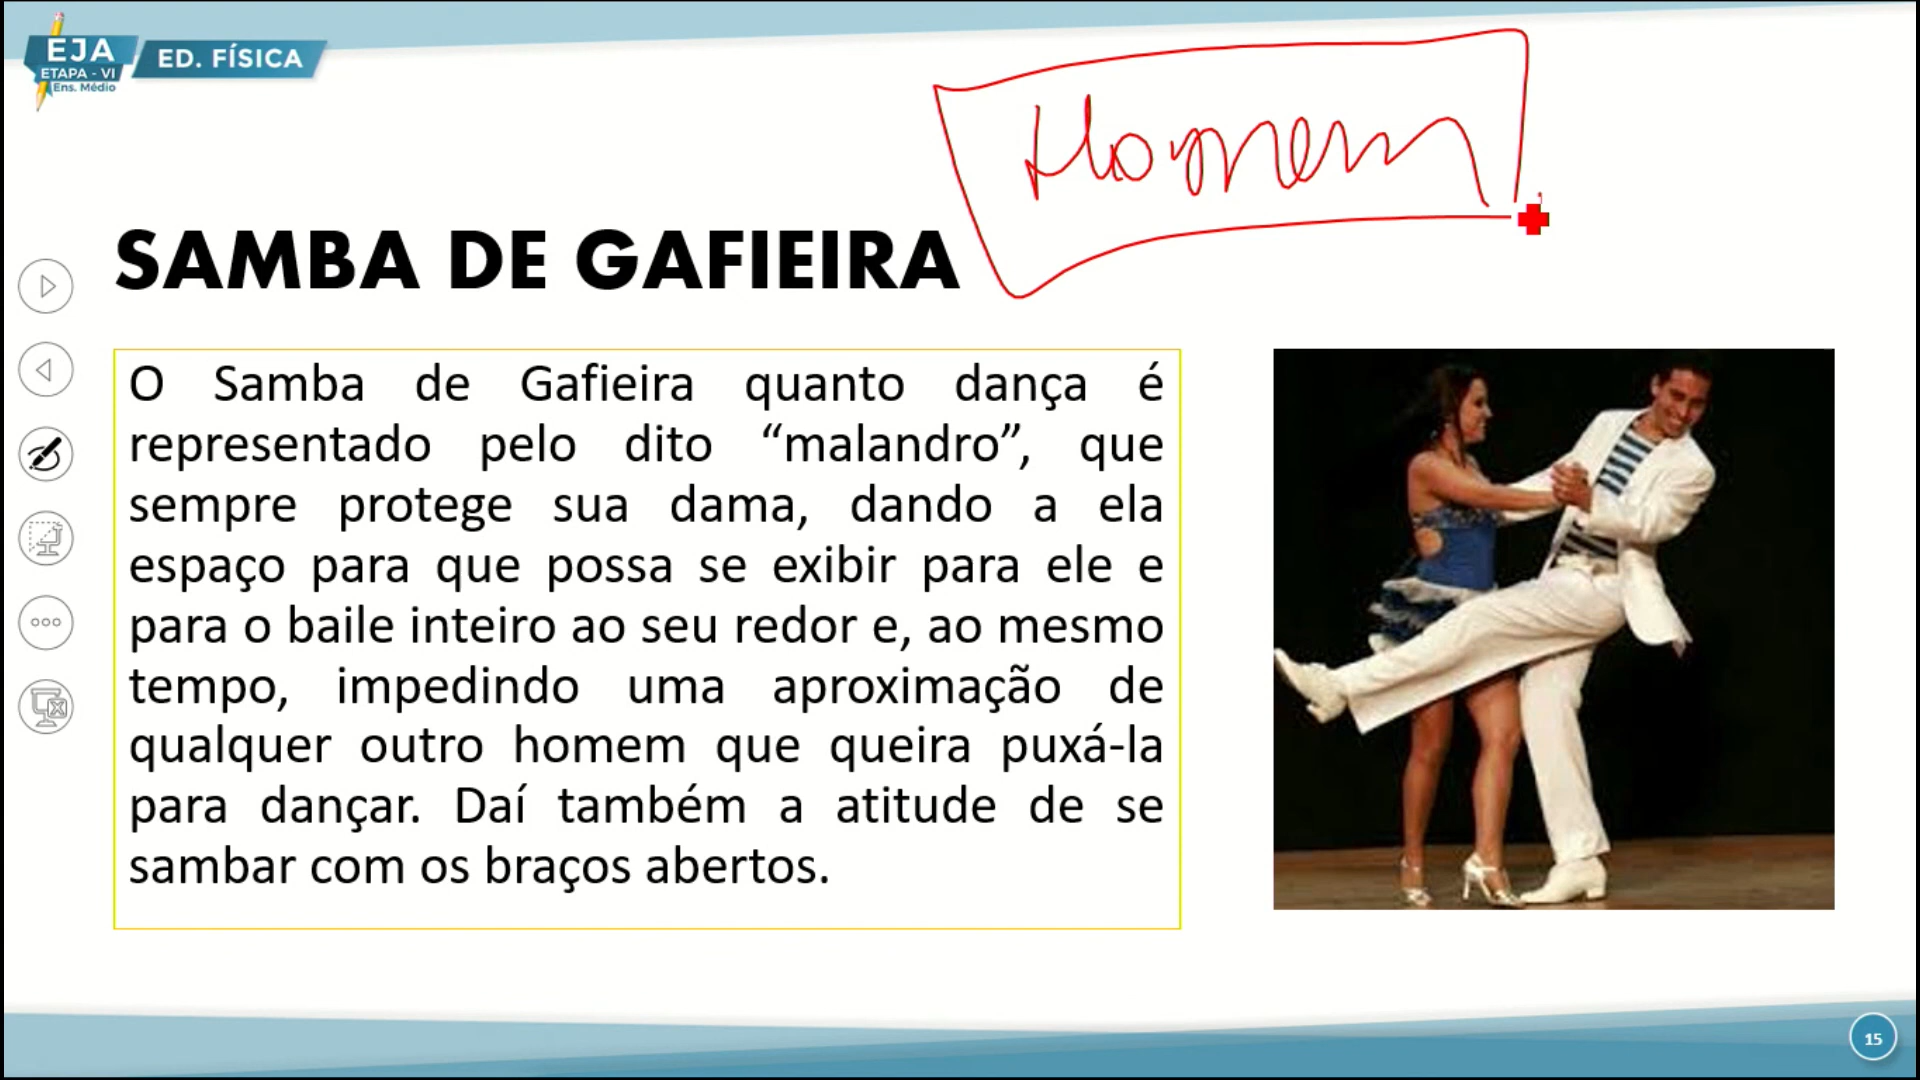 EJA
ETAPA - VI
Ens. Médio
ED. FÍSICA
Homem
SAMBA DE GAFIEIRA
O Samba de Gafieira quanto dança é
representado pelo dito “malandro”, que
sempre protege sua dama, dando a ela
espaço para que possa se exibir para ele e
para o baile inteiro ao seu redor e, ao mesmo
tempo, impedindo uma aproximação de
qualquer outro homem que queira puxá-la
para dançar. Daí também a atitude de se
sambar com os braços abertos.
15